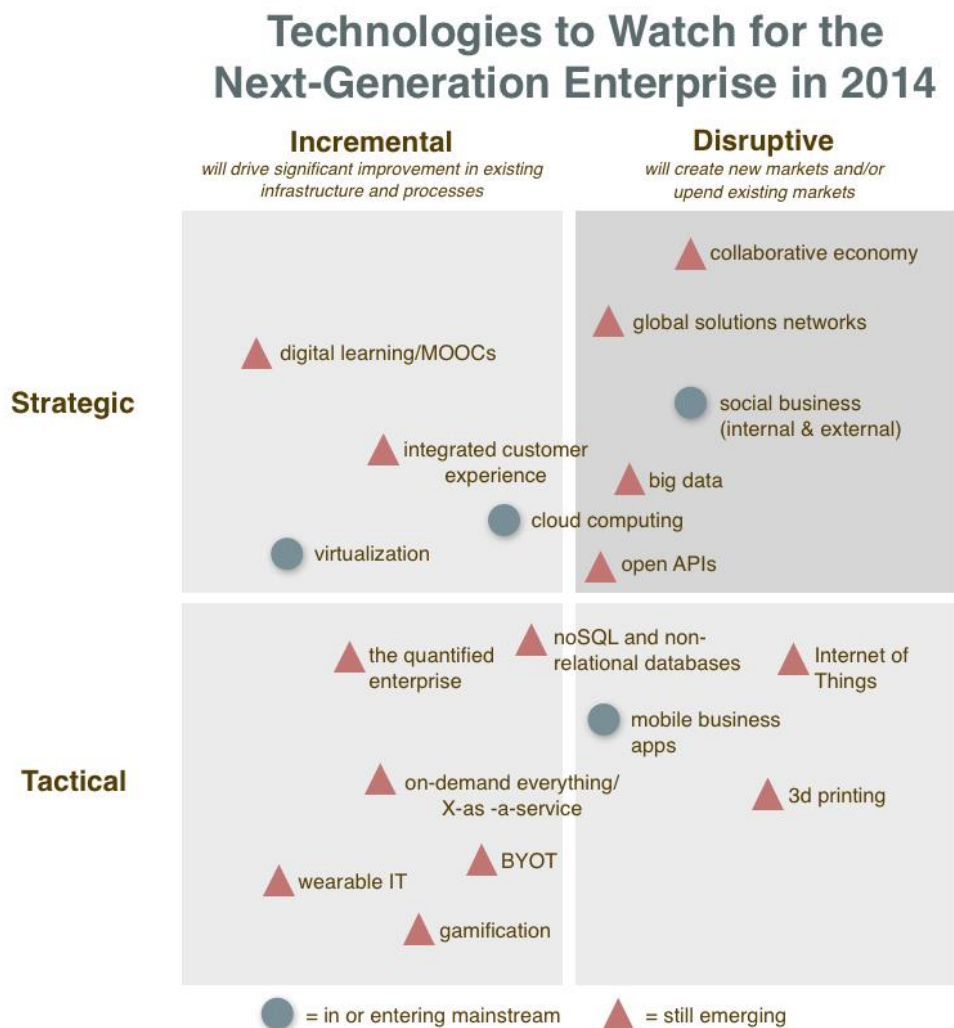 Technologies to Watch for the
Next-Generation Enterprise in 2014
Incremental
will drive significant improvement in existing
infrastructure and processes
Disruptive
will create new markets and/or
upend existing markets
Strategic
digital learning/MOOCs
integrated customer
experience
cloud computing
virtualization
collaborative economy
global solutions networks
social business
(internal & external)
big data
open APIs
Tactical
the quantified
enterprise
noSQL and non-
relational databases
on-demand everything/
X-as -a-service
BYOT
wearable IT
gamification
Internet of
Things
mobile business
apps
3d printing
= in or entering mainstream
= still emerging